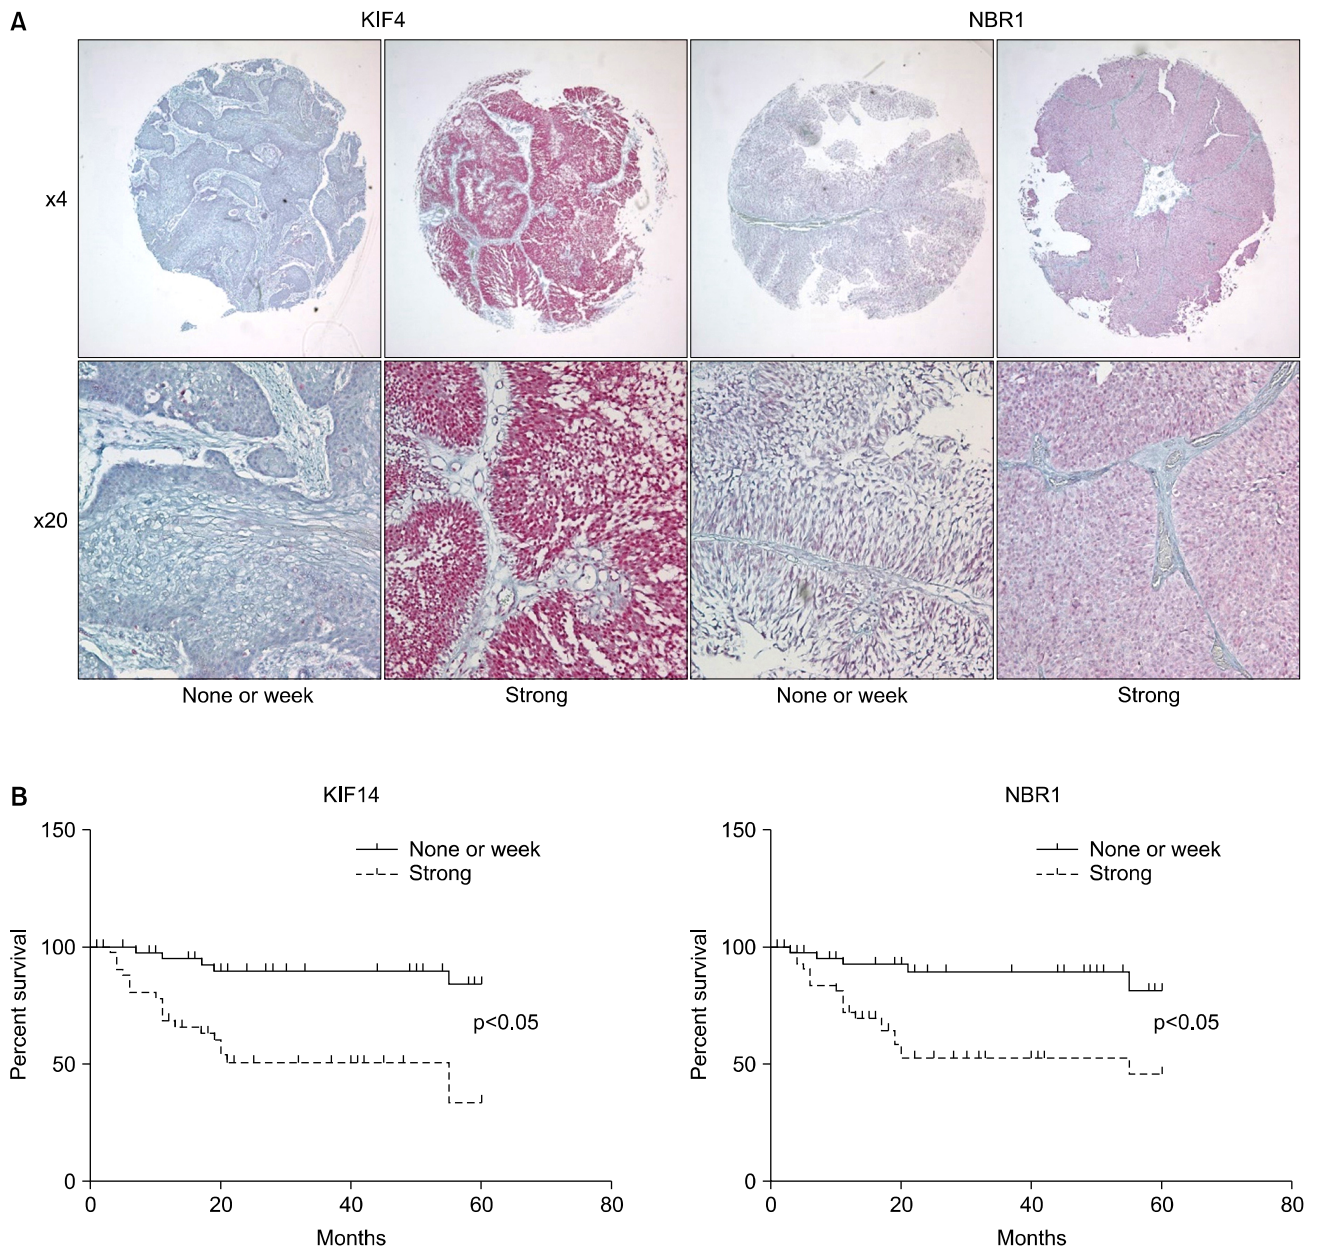 A
KIF4 NBR1
x4
x20
None or week Strong None or week Strong
B
KIF14
150
100
50
0
0 20 40 60 80
Percent survival
Months
None or week
Strong
p<0.05
NBR1
150
100
50
0
0 20 40 60 80
Percent survival
Months
None or week
Strong
p<0.05